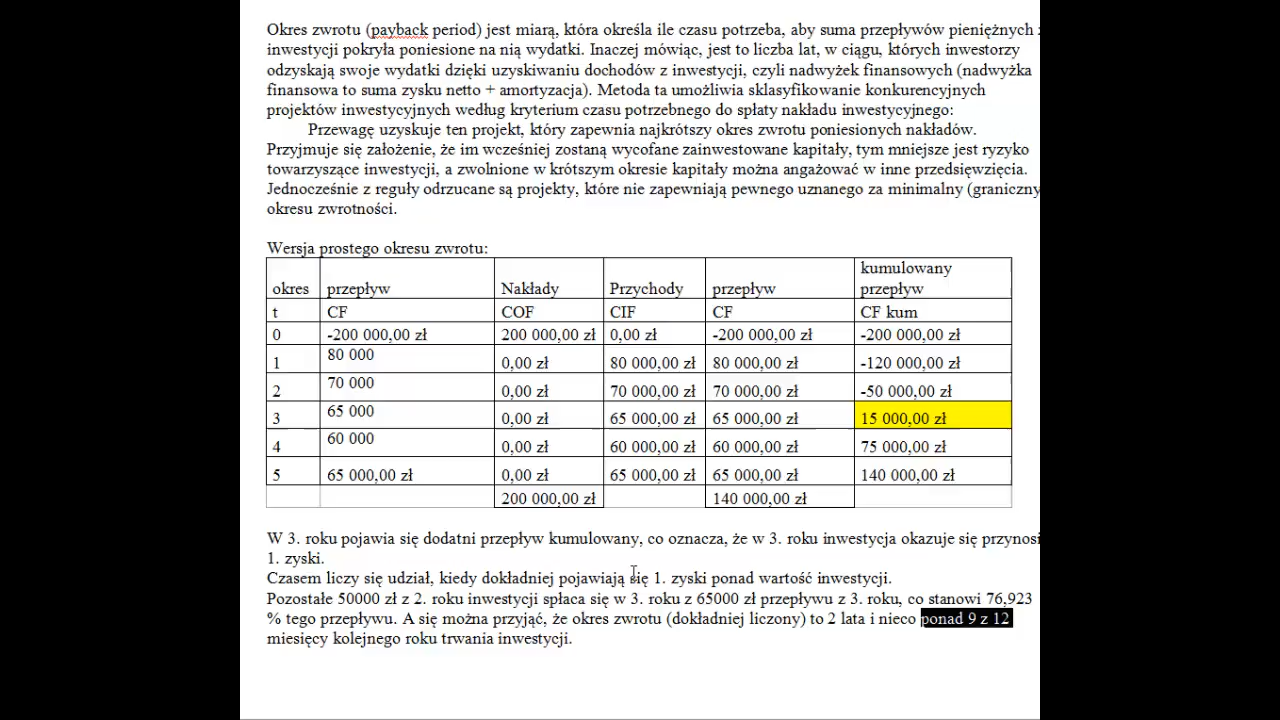 Okres zwrotu (payback period) jest miarą, która określa ile czasu potrzeba, aby suma przepływów pieniężnych z
inwestycji pokryła poniesione na nią wydatki. Inaczej mówiąc, jest to liczba lat, w ciągu, których inwestorzy
odzyskają swoje wydatki dzięki uzyskiwaniu dochodów z inwestycji, czyli nadwyżek finansowych (nadwyżka
finansowa to suma zysku netto + amortyzacja). Metoda ta umożliwia sklasyfikowanie konkurencyjnych
projektów inwestycyjnych według kryterium czasu potrzebnego do spłaty nakładu inwestycyjnego:
Przewagę uzyskuje ten projekt, który zapewnia najkrótszy okres zwrotu poniesionych nakładów.
Przyjmuje się założenie, że im wcześniej zostaną wycofane zainwestowane kapitały, tym mniejsze jest ryzyko
towarzyszące inwestycji, a zwolnione w krótszym okresie kapitały można angażować w inne przedsięwzięcia.
Jednocześnie z reguły odrzucane są projekty, które nie zapewniają pewnego uznanego za minimalny (graniczny
okresu zwrotności.
Wersja prostego okresu zwrotu:
okres przepływ Nakłady Przychody przepływ kumulowany przepływ
t CF COF CIF CF CF kum
0 -200 000,00 zł 200 000,00 zł 0,00 zł -200 000,00 zł -200 000,00 zł
1 80 000 0,00 zł 80 000,00 zł 80 000,00 zł -120 000,00 zł
2 70 000 0,00 zł 70 000,00 zł 70 000,00 zł -50 000,00 zł
3 65 000 0,00 zł 65 000,00 zł 65 000,00 zł 15 000,00 zł
4 60 000 0,00 zł 60 000,00 zł 60 000,00 zł 75 000,00 zł
5 65 000,00 zł 0,00 zł 65 000,00 zł 65 000,00 zł 140 000,00 zł
200 000,00 zł 140 000,00 zł
W 3. roku pojawia się dodatni przepływ kumulowany, co oznacza, że w 3. roku inwestycja okazuje się przynosi
1. zyski.
Czasem liczy się udział, kiedy dokładniej pojawiają się 1. zyski ponad wartość inwestycji.
Pozostałe 50000 zł z 2. roku inwestycji spłaca się w 3. roku z 65000 zł przepływu z 3. roku, co stanowi 76,923
% tego przepływu. A się można przyjąć, że okres zwrotu (dokładniej liczony) to 2 lata i nieco ponad 9 z 12
miesięcy kolejnego roku trwania inwestycji.